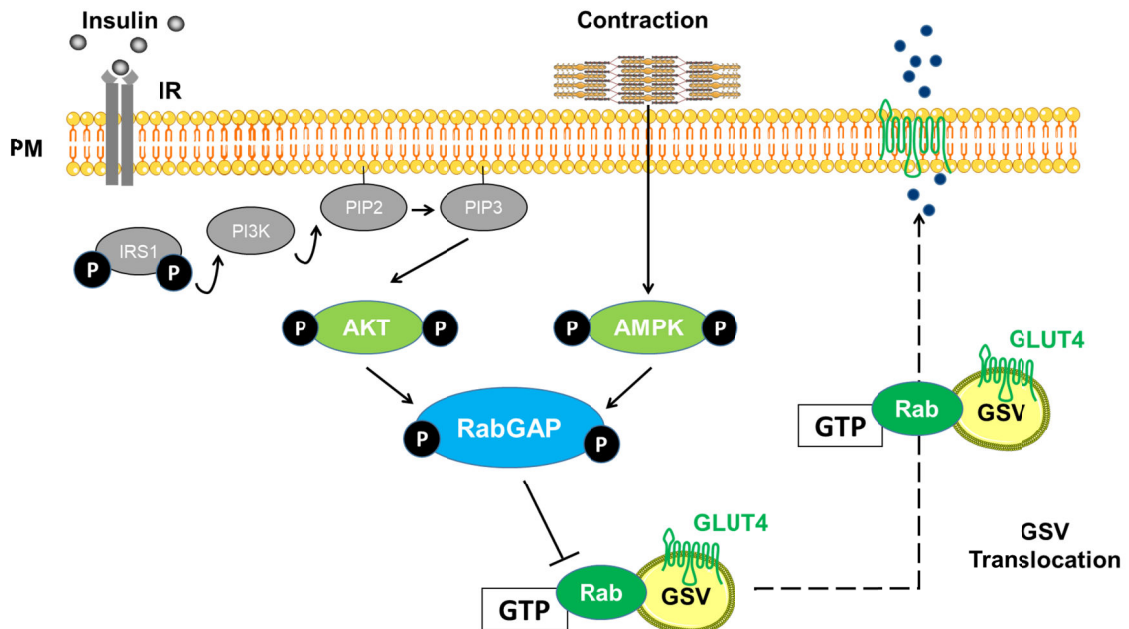 Insulin
Contraction
IR
PM
PIP2
PIP3
PI3K
IRS1
P
P
P
AKT
P
P
AMPK
P
GLUT4
Rab
GSV
GTP
RabGAP
P
P
GLUT4
GSV
Translocation
Rab
GSV
GTP